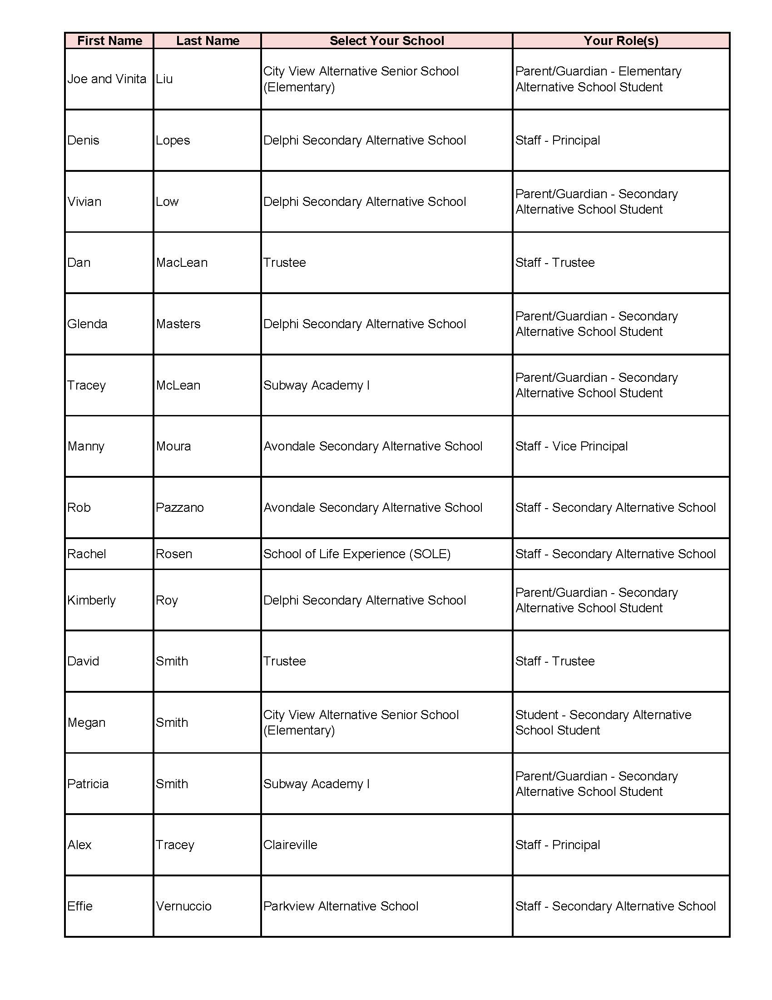 First Name Last Name Select Your School Your Role(s)
Joe and Vinita Liu City View Alternative Senior School (Elementary) Parent/Guardian - Elementary Alternative School Student
Denis Lopes Delphi Secondary Alternative School Staff - Principal
Vivian Low Delphi Secondary Alternative School Parent/Guardian - Secondary Alternative School Student
Dan MacLean Trustee Staff - Trustee
Glenda Masters Delphi Secondary Alternative School Parent/Guardian - Secondary Alternative School Student
Tracey McLean Subway Academy I Parent/Guardian - Secondary Alternative School Student
Manny Moura Avondale Secondary Alternative School Staff - Vice Principal
Rob Pazzano Avondale Secondary Alternative School Staff - Secondary Alternative School
Rachel Rosen School of Life Experience (SOLE) Staff - Secondary Alternative School
Kimberly Roy Delphi Secondary Alternative School Parent/Guardian - Secondary Alternative School Student
David Smith Trustee Staff - Trustee
Megan Smith City View Alternative Senior School (Elementary) Student - Secondary Alternative School Student
Patricia Smith Subway Academy I Parent/Guardian - Secondary Alternative School Student
Alex Tracey Claireville Staff - Principal
Effie Vernuccio Parkview Alternative School Staff - Secondary Alternative School